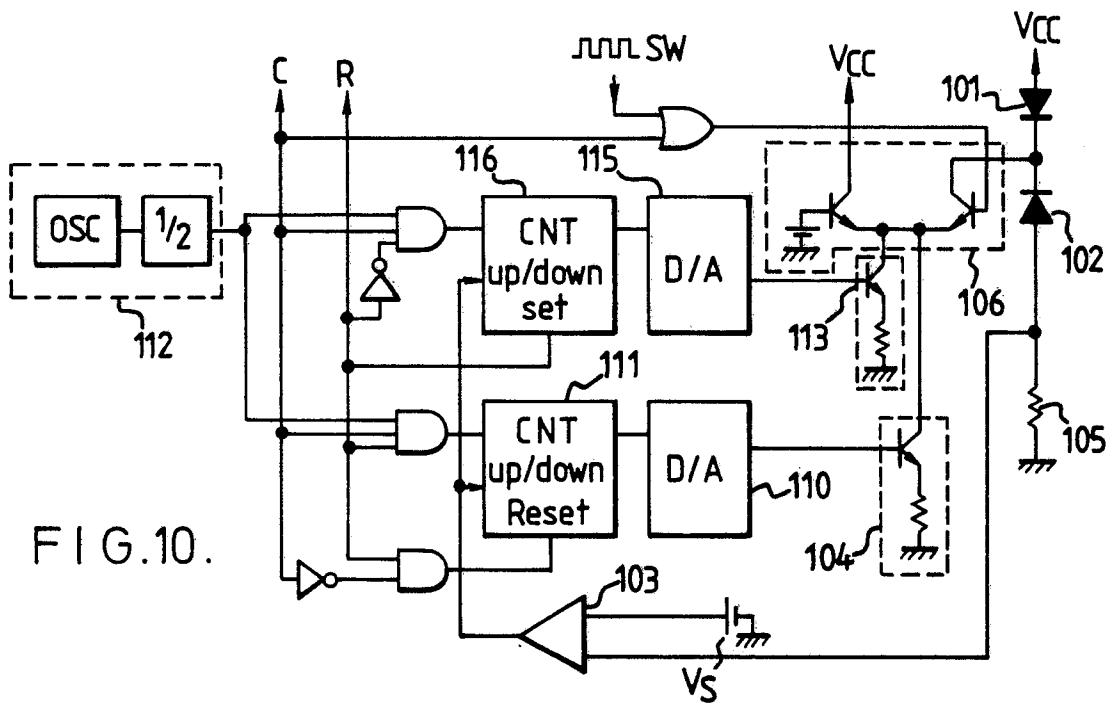 C
R
SW
VCC
VCC
101
116
115
OSC
1/2
CNT
up/down
set
D/A
102
106
112
113
111
CNT
up/down
Reset
D/A
110
105
104
FIG.10.
103
VS